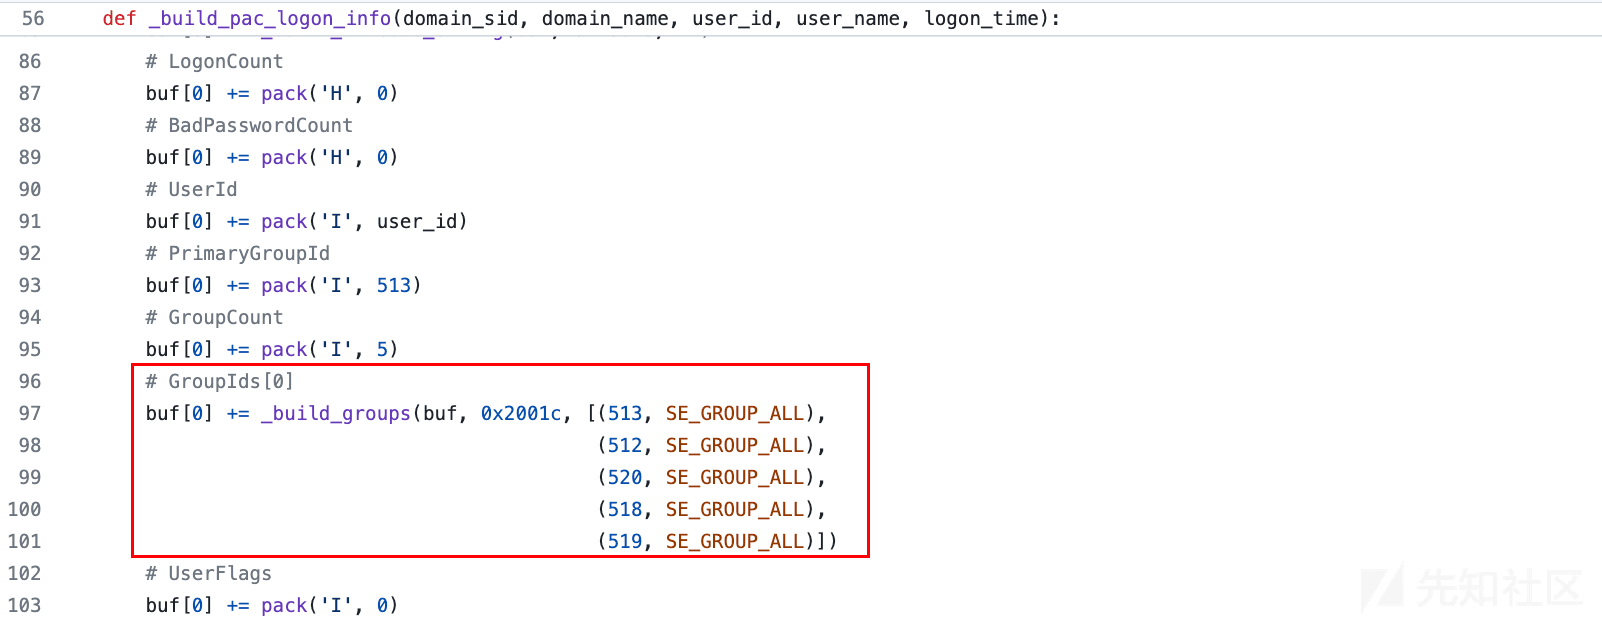 56 def _build_pac_logon_info(domain_sid, domain_name, user_id, user_name, logon_time):
86 # LogonCount
87 buf[0] += pack('H', 0)
88 # BadPasswordCount
89 buf[0] += pack('H', 0)
90 # UserId
91 buf[0] += pack('I', user_id)
92 # PrimaryGroupId
93 buf[0] += pack('I', 513)
94 # GroupCount
95 buf[0] += pack('I', 5)
96 # GroupIds[0]
97 buf[0] += _build_groups(buf, 0x2001c, [(513, SE_GROUP_ALL),
98 (512, SE_GROUP_ALL),
99 (520, SE_GROUP_ALL),
100 (518, SE_GROUP_ALL),
101 (519, SE_GROUP_ALL)])
102 # UserFlags
103 buf[0] += pack('I', 0)
先知社区